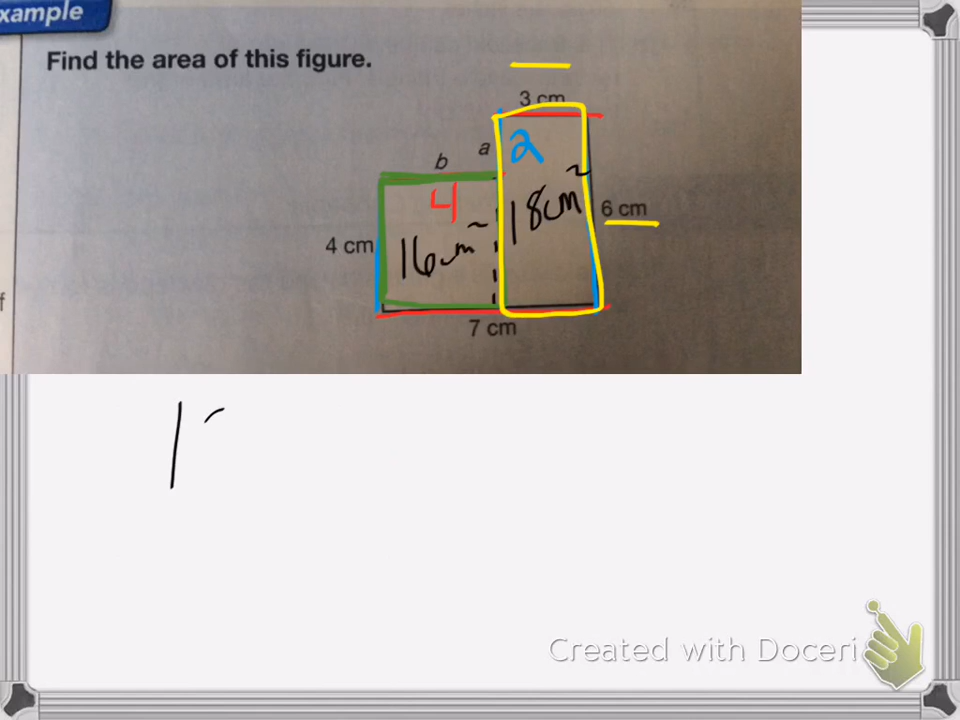 xample
Find the area of this figure.
3 cm
a
2
b
4
18cm²
6 cm
4 cm
16cm²
7 cm
f
1
Created with Doceri